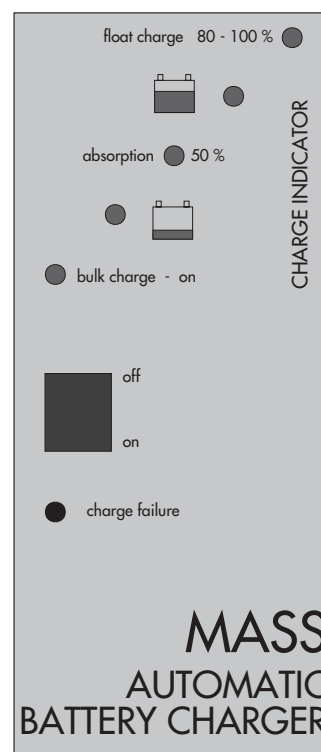 float charge 80 - 100 %
absorption 50 %
bulk charge - on
CHARGE INDICATOR
off
on
charge failure
MASS
AUTOMATIC
BATTERY CHARGER